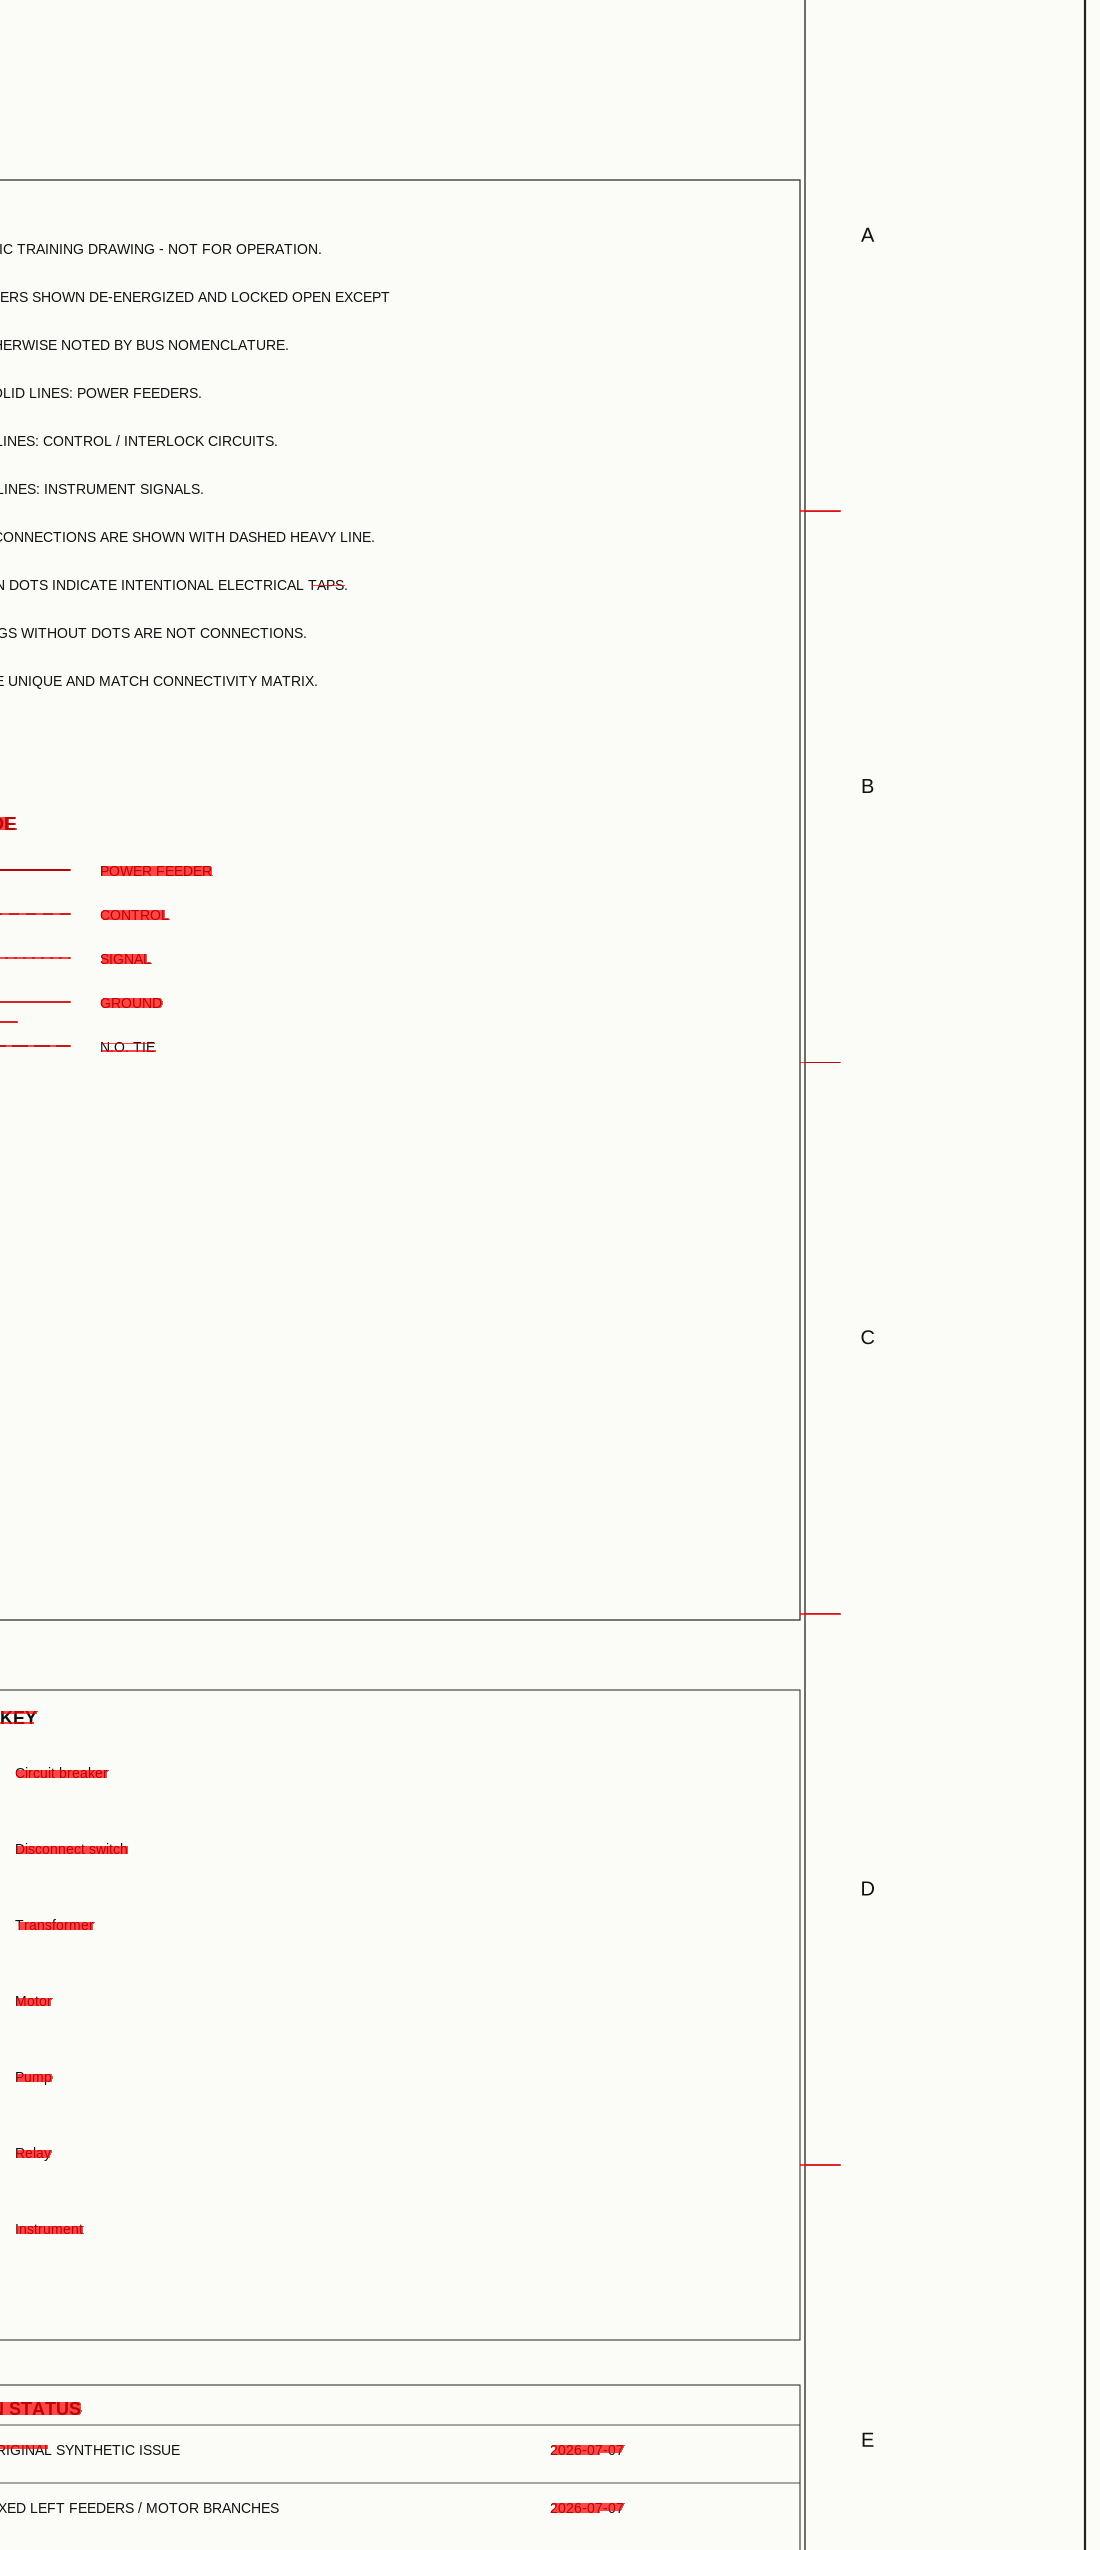 IC TRAINING DRAWING - NOT FOR OPERATION.
A
ERS SHOWN DE-ENERGIZED AND LOCKED OPEN EXCEPT
HERWISE NOTED BY BUS NOMENCLATURE.
OLID LINES: POWER FEEDERS.
LINES: CONTROL / INTERLOCK CIRCUITS.
LINES: INSTRUMENT SIGNALS.
CONNECTIONS ARE SHOWN WITH DASHED HEAVY LINE.
N DOTS INDICATE INTENTIONAL ELECTRICAL TAPS.
GS WITHOUT DOTS ARE NOT CONNECTIONS.
E UNIQUE AND MATCH CONNECTIVITY MATRIX.
B
DE
POWER FEEDER
CONTROL
SIGNAL
GROUND
N.O. TIE
C
KEY
Circuit breaker
Disconnect switch
D
Transformer
Motor
Pump
Relay
Instrument
N STATUS
E
RIGINAL SYNTHETIC ISSUE 2026-07-07
XED LEFT FEEDERS / MOTOR BRANCHES 2026-07-07